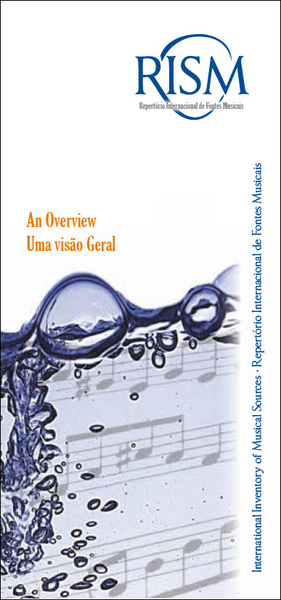 RISM
Repertório Internacional de Fontes Musicais
An Overview
Uma visão Geral
International Inventory of Musical Sources · Repertório Internacional de Fontes Musicais